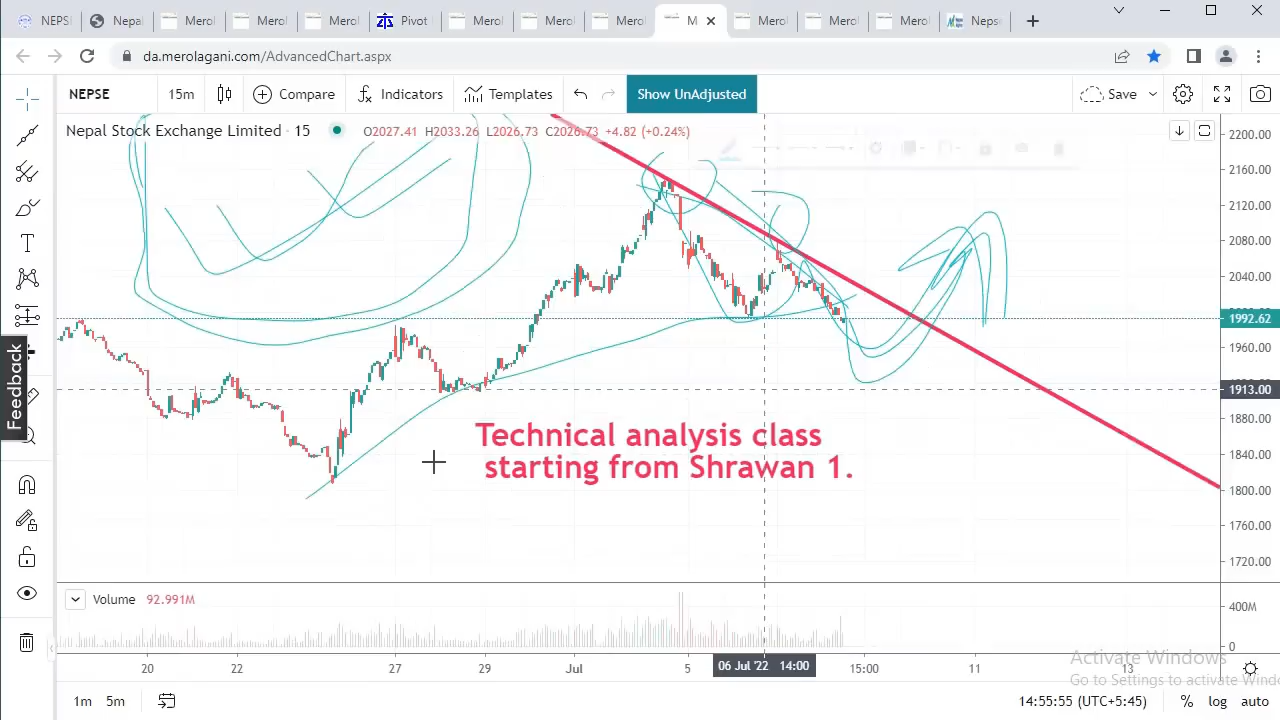 NEPSE
Nepal
Merol
Merol
Merol
Pivot
Merol
Merol
Merol
M
Merol
Merol
Merol
Nepse
da.merolagani.com/AdvancedChart.aspx
NEPSE 15m Compare Indicators Templates Show UnAdjusted Save
Nepal Stock Exchange Limited · 15 O2027.41 H2033.26 L2026.73 C2026.73 +4.82 (+0.24%)
2200.00
2160.00
2120.00
2080.00
2040.00
2000.00
1992.62
1960.00
1913.00
1880.00
1840.00
1800.00
1760.00
1720.00
Feedback
Technical analysis class
starting from Shrawan 1.
Volume 92.991M
400M
0
20 22 27 29 Jul 5 06 Jul '22 14:00 15:00 11 13
Activate Windows
Go to Settings to activate Windo
1m 5m 14:55:55 (UTC+5:45) % log auto